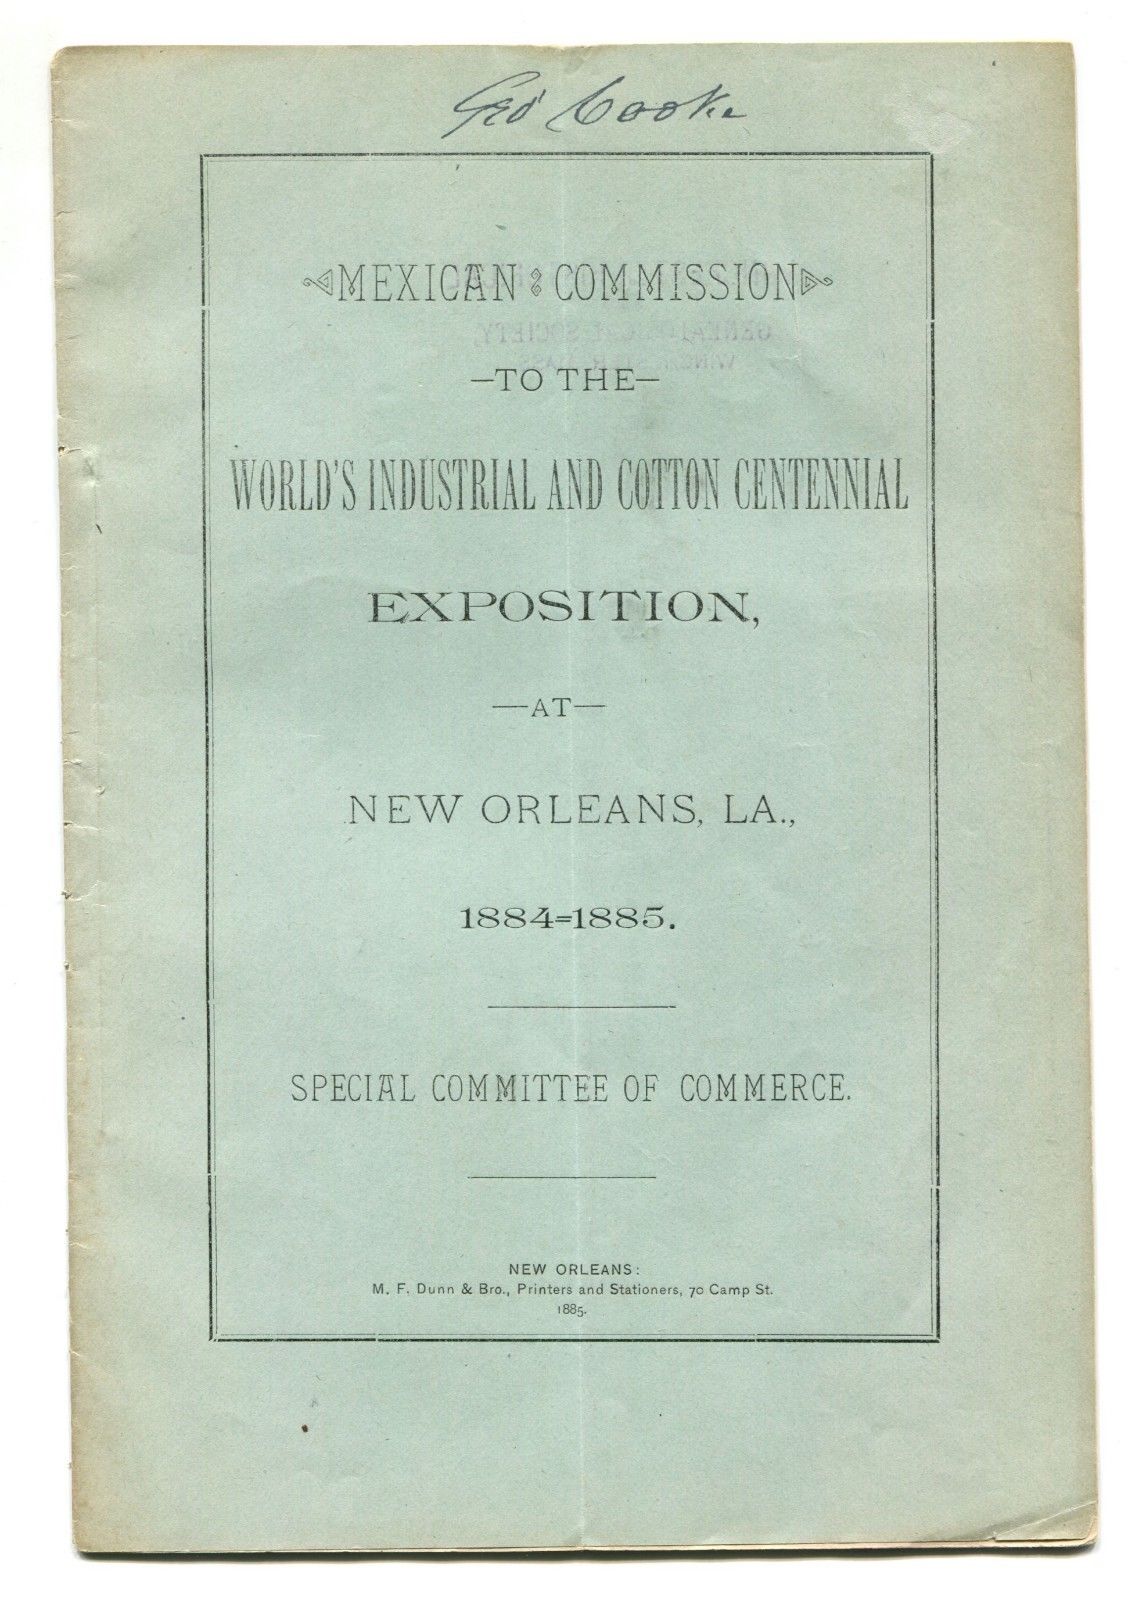 Geo Cooke
MEXICAN COMMISSION
—TO THE—
WORLD'S INDUSTRIAL AND COTTON CENTENNIAL
EXPOSITION,
—AT—
NEW ORLEANS, LA.,
1884=1885.
SPECIAL COMMITTEE OF COMMERCE.
NEW ORLEANS:
M. F. Dunn & Bro., Printers and Stationers, 70 Camp St.
1885.